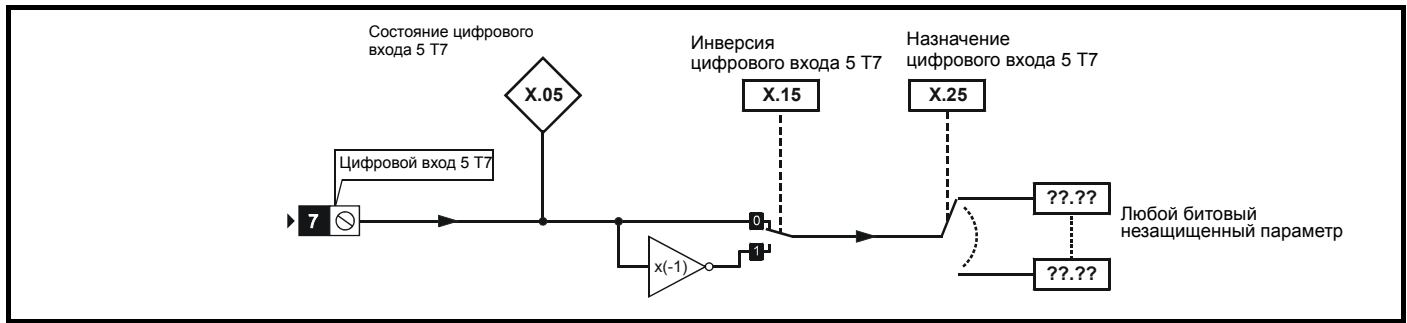 Состояние цифрового
входа 5 T7
X.05
Инверсия
цифрового входа 5 T7
X.15
Назначение
цифрового входа 5 T7
X.25
Цифровой вход 5 T7
7
0
1
x(-1)
??.??
??.??
Любой битовый
незащищенный параметр